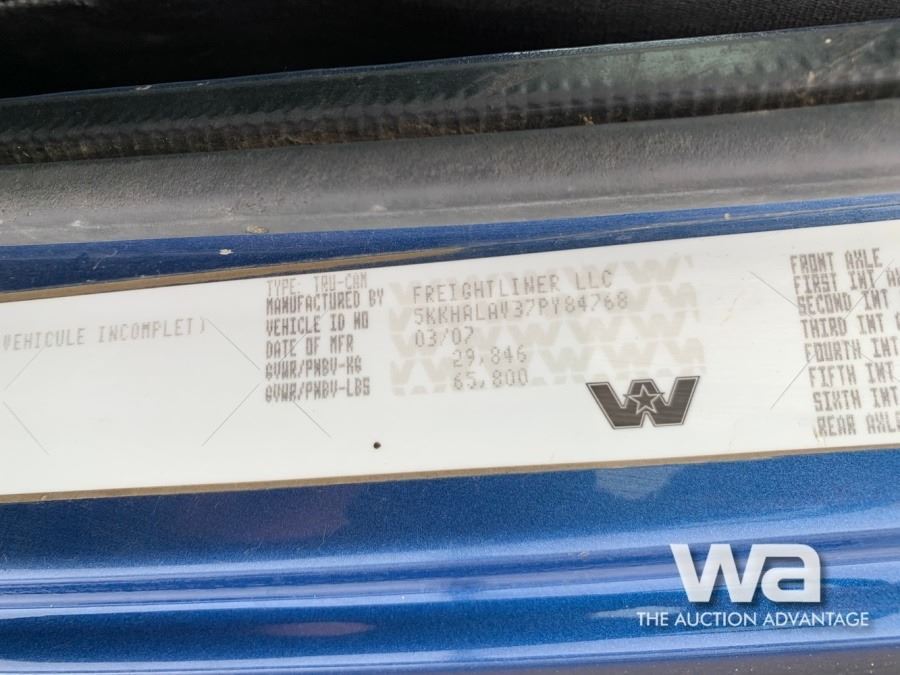 VEHICULE INCOMPLET)
TYPE: TRU-CAM
MANUFACTURED BY FREIGHTLINER LLC
VEHICLE ID NO 5KKHALAV37PY84768
DATE OF MFR 03/07
GVWR/PNBV-KG 29,846
GVWR/PNBV-LBS 65,800
FRONT AXLE
FIRST INT A
SECOND INT
THIRD INT
FOURTH INT
FIFTH INT
SIXTH INT
REAR AXLE
W
wa
THE AUCTION ADVANTAGE